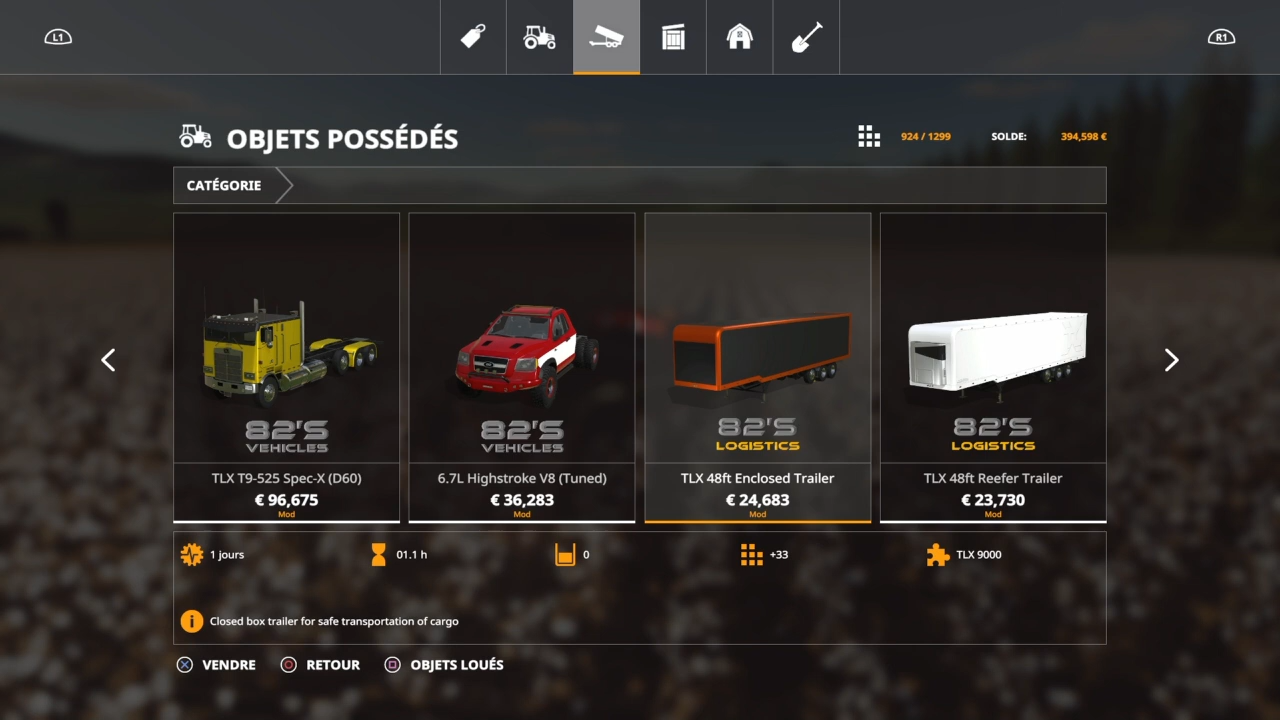 L1
R1
OBJETS POSSÉDÉS
924 / 1299
SOLDE:
394,598 €
CATÉGORIE
82'S
VEHICLES
TLX T9-525 Spec-X (D60)
€ 96,675
Mod
82'S
VEHICLES
6.7L Highstroke V8 (Tuned)
€ 36,283
Mod
82'S
LOGISTICS
TLX 48ft Enclosed Trailer
€ 24,683
Mod
82'S
LOGISTICS
TLX 48ft Reefer Trailer
€ 23,730
Mod
1 jours
01.1 h
0
+33
TLX 9000
Closed box trailer for safe transportation of cargo
VENDRE
RETOUR
OBJETS LOUÉS